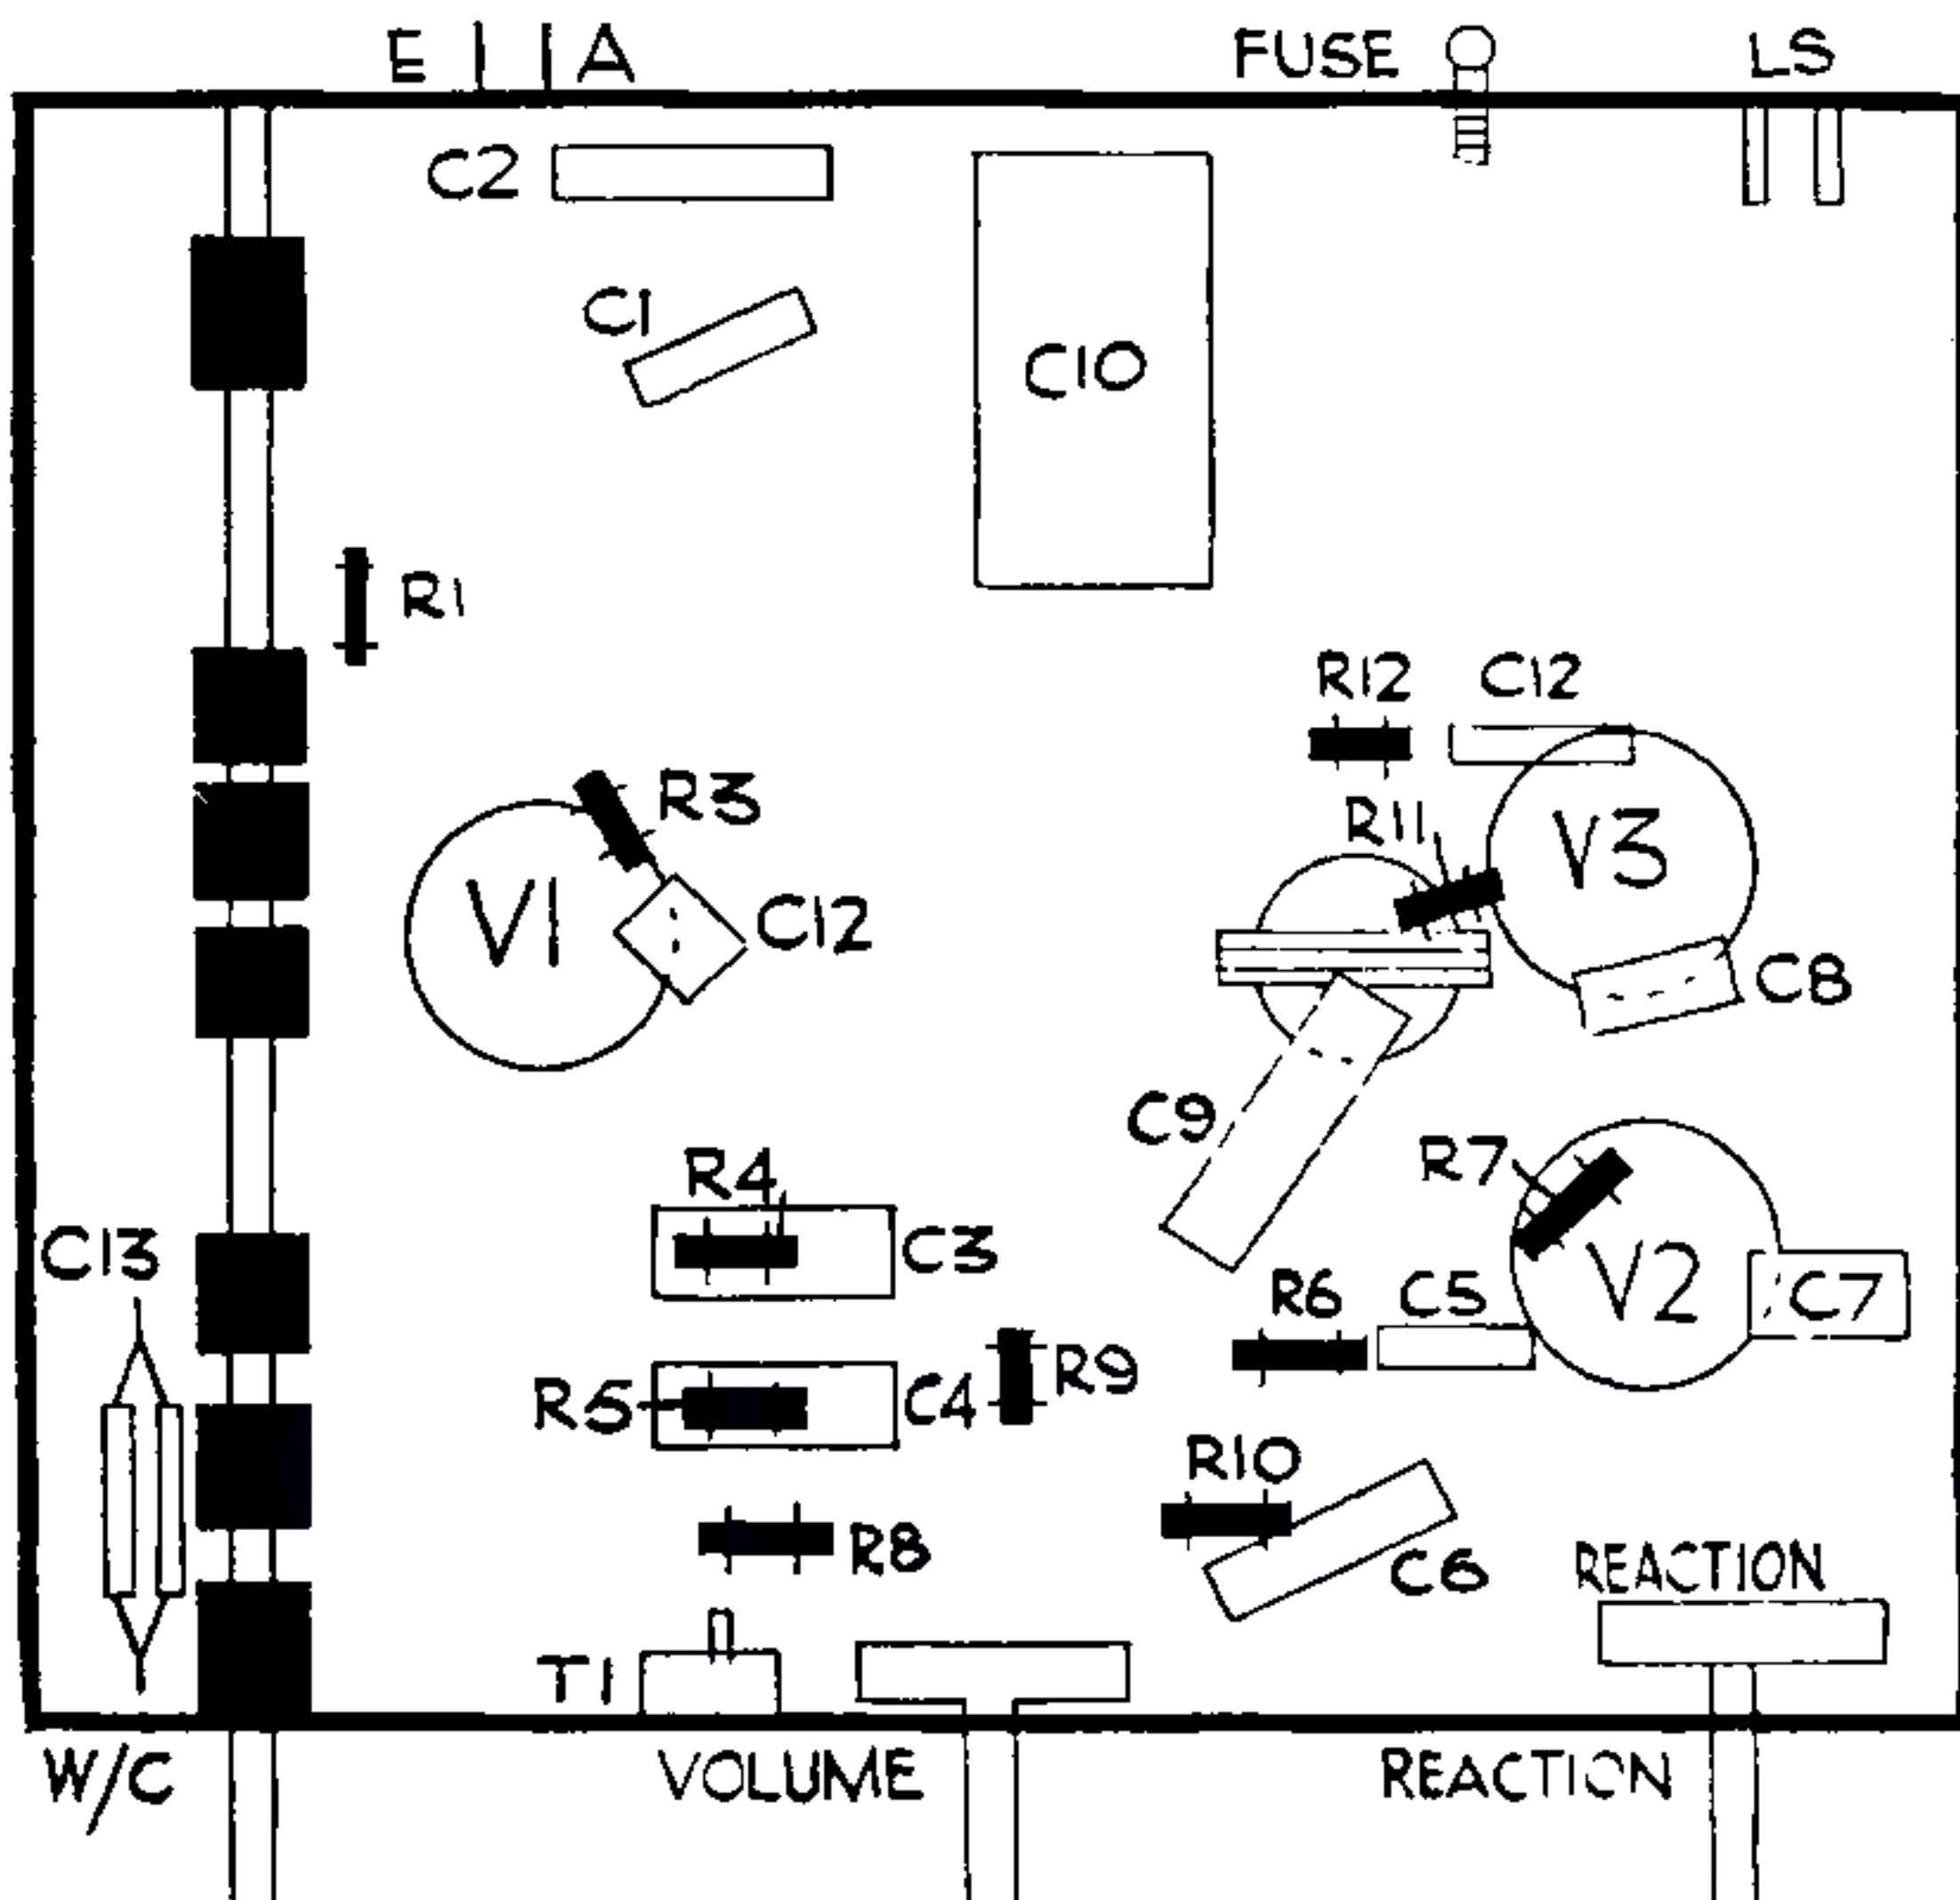 E A FUSE LS
C2
C1
C10
R1
R12 C12
R3
R11
V3
V1
C12
C8
C9
R7
R4
C13
C3
V2
R6 C5
C7
R9
R5
C4
R10
R8
C6
REACTION
T1
W/C VOLUME REACTION